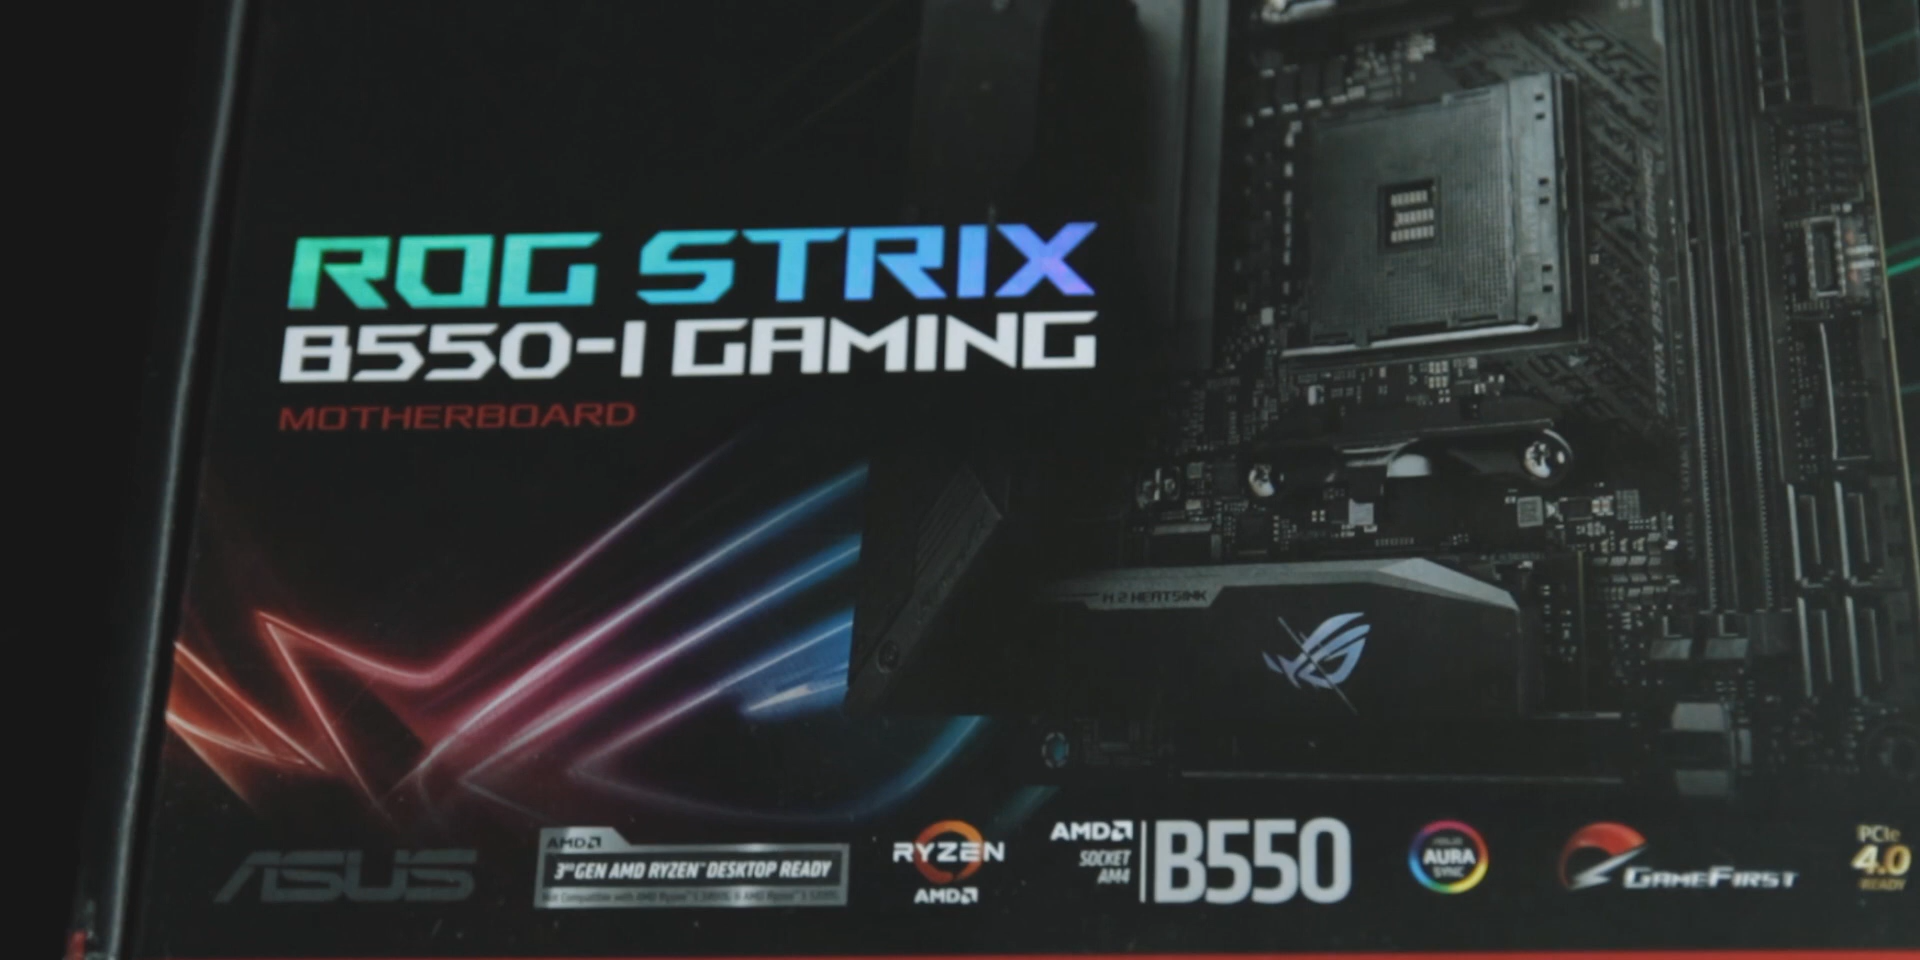 ROG STRIX
B550-I GAMING
MOTHERBOARD
M.2 HEATSINK
ASUS
AMD
3rd GEN AMD RYZEN™ DESKTOP READY
RYZEN
AMD
AMD
SOCKET
AM4
B550
AURA
SYNC
GAMEFIRST
PCIe
4.0
READY